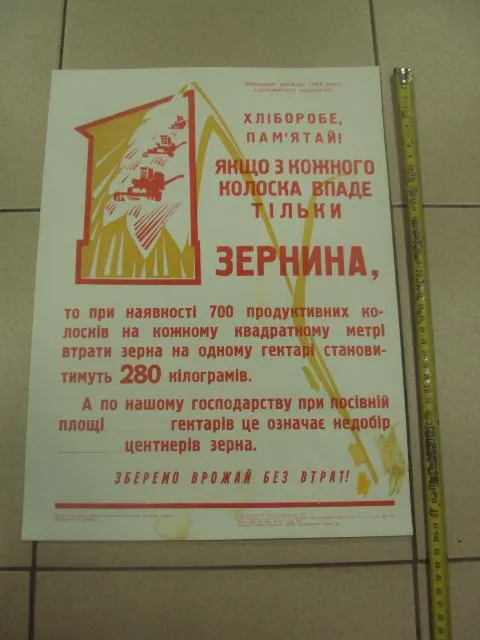 ХЛІБОРОБЕ,
ПАМ'ЯТАЙ!
ЯКЩО З КОЖНОГО
КОЛОСКА ВПАДЕ
ТІЛЬКИ
ЗЕРНИНА,
то при наявності 700 продуктивних ко-
лосків на кожному квадратному метрі
втрати зерна на одному гектарі станови-
тимуть 280 кілограмів.
А по нашому господарству при посівній
площі гектарів це означає недобір
центнерів зерна.
ЗБЕРЕМО ВРОЖАЙ БЕЗ ВТРАТ!